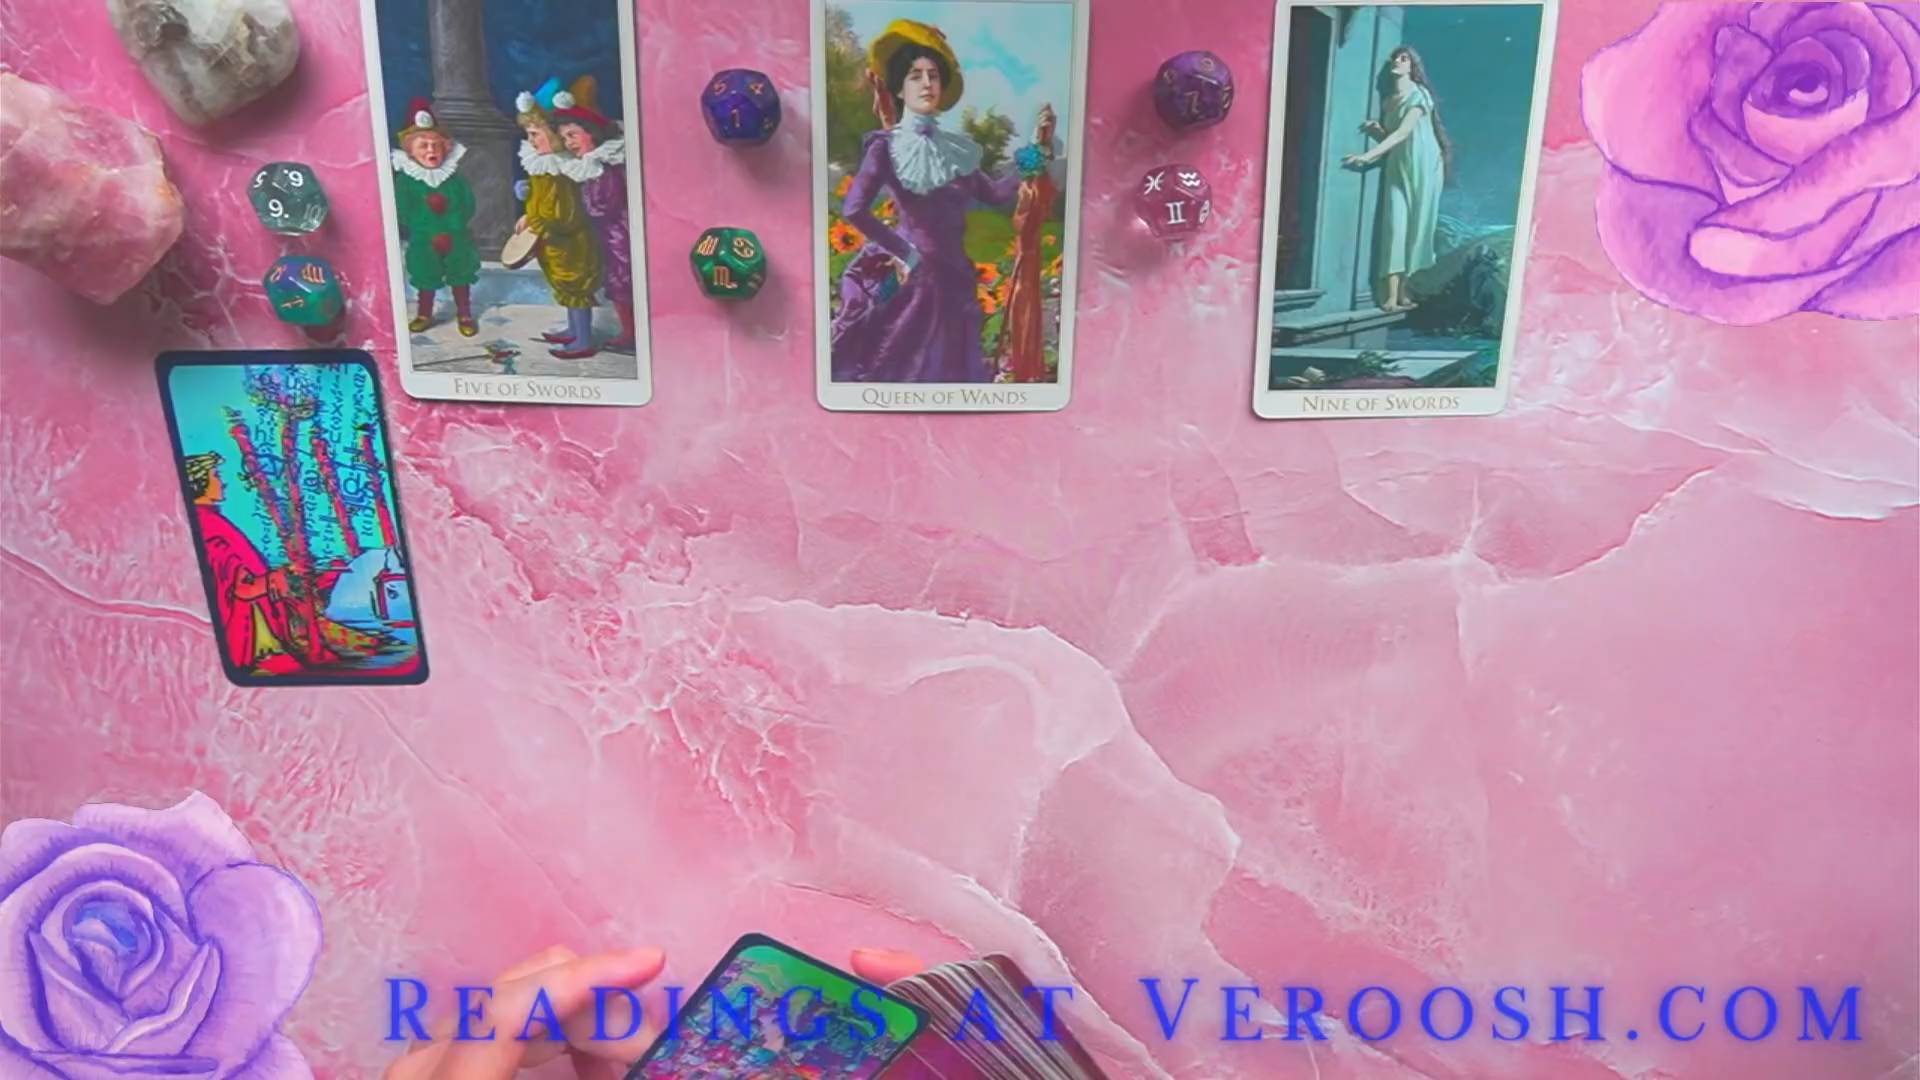 FIVE OF SWORDS
QUEEN OF WANDS
NINE OF SWORDS
READINGS AT VEROOSH.COM